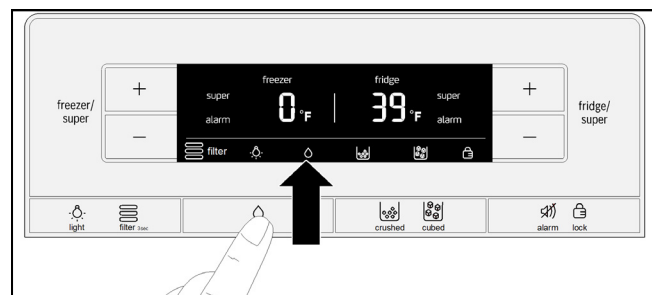 freezer/
super
+
−
freezer
super
alarm
0 °F
fridge
39 °F
super
alarm
filter
+
−
fridge/
super
light
filter 3sec
crushed
cubed
alarm
lock